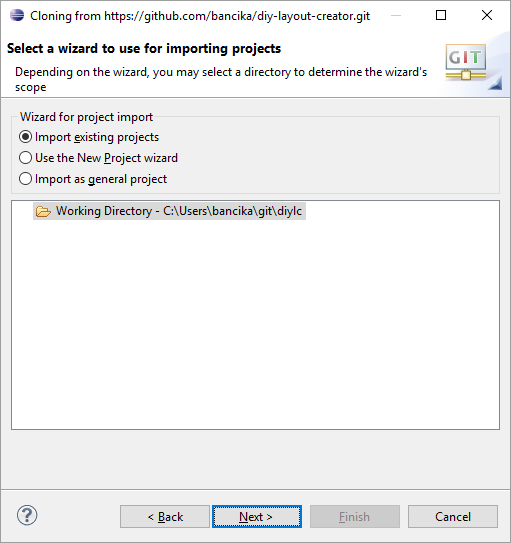 Cloning from https://github.com/bancika/diy-layout-creator.git
Select a wizard to use for importing projects
Depending on the wizard, you may select a directory to determine the wizard's
scope
GIT
Wizard for project import
Import existing projects
Use the New Project wizard
Import as general project
Working Directory - C:\Users\bancika\git\diylc
?
< Back
Next >
Finish
Cancel